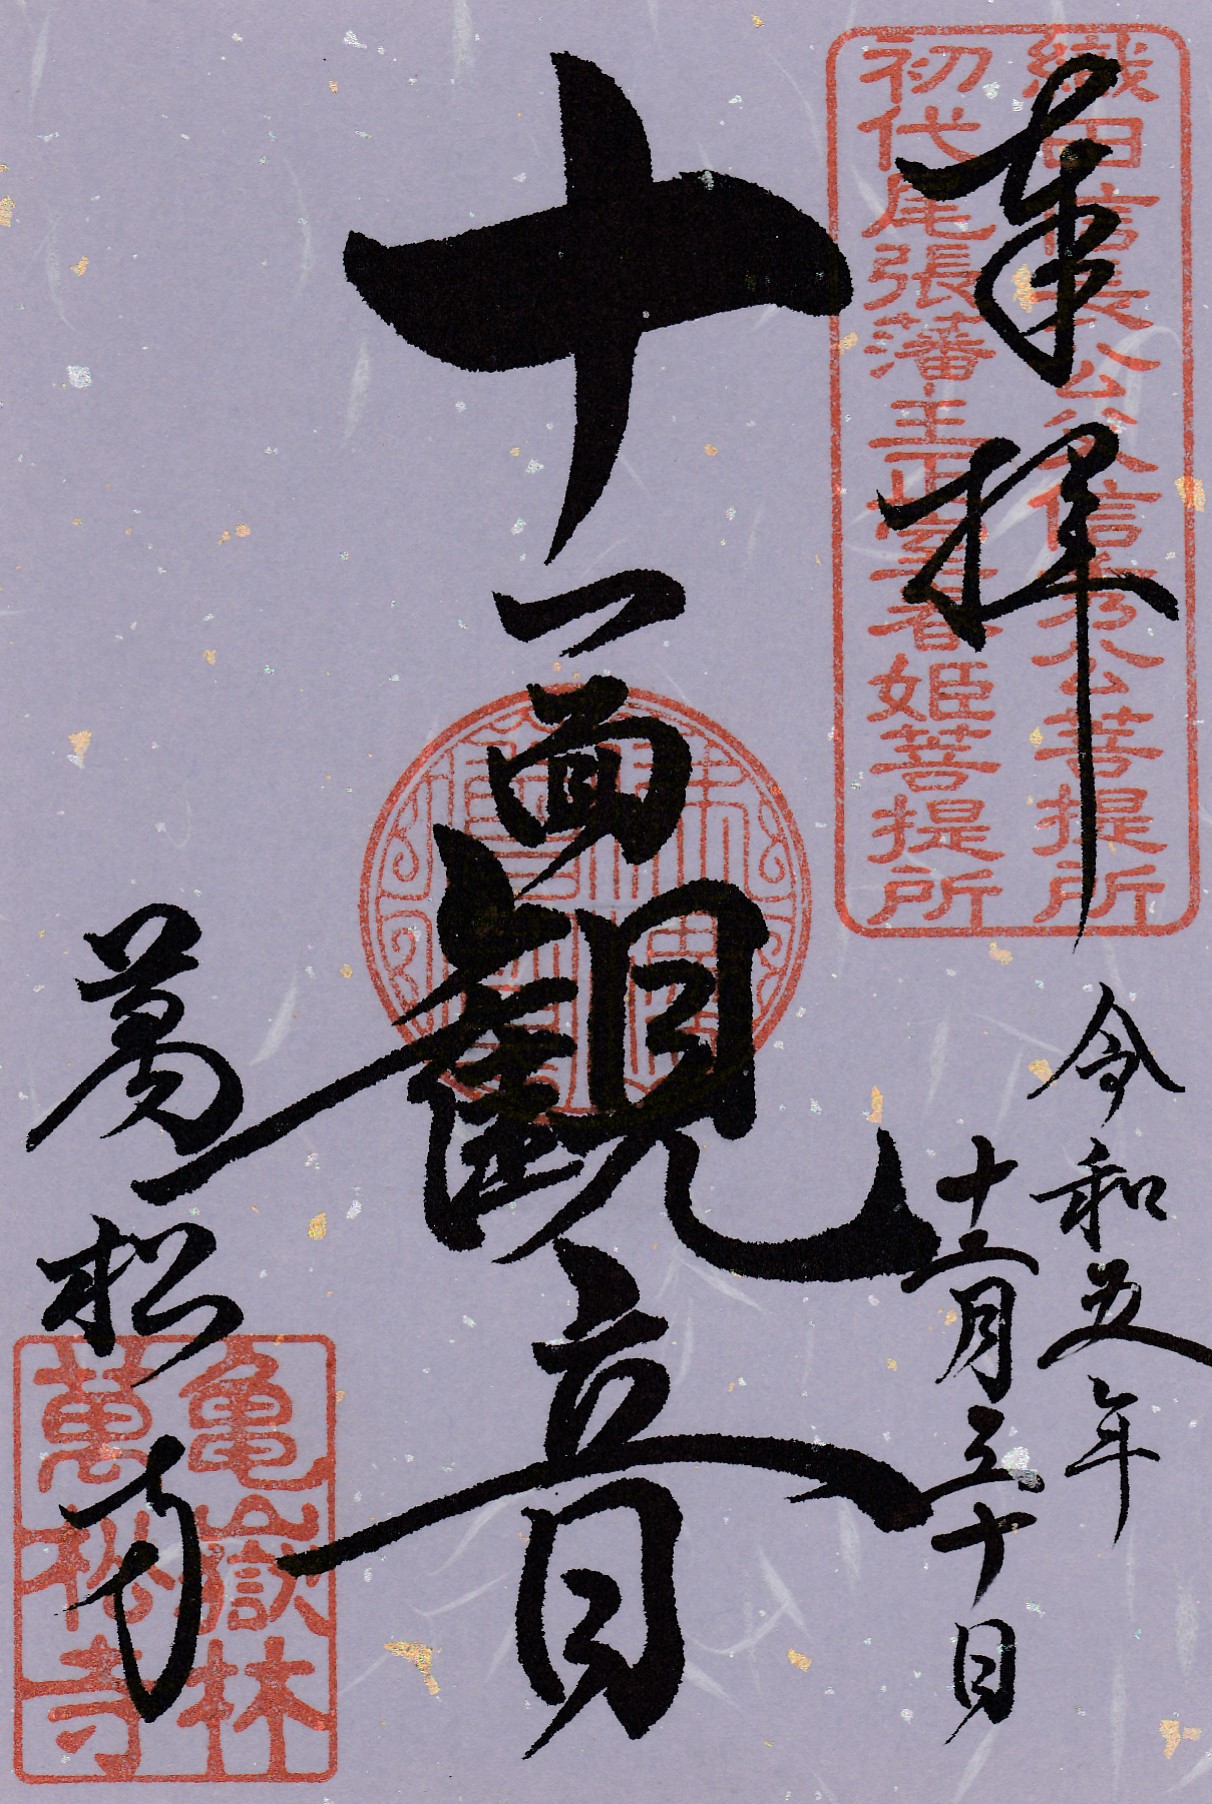 奉拝
織田信長公父信秀公菩提所
初代尾張藩主正室春姫菩提所
令和五年
十二月三十日
十一面観音
萬松寺
亀嶽林
萬松寺